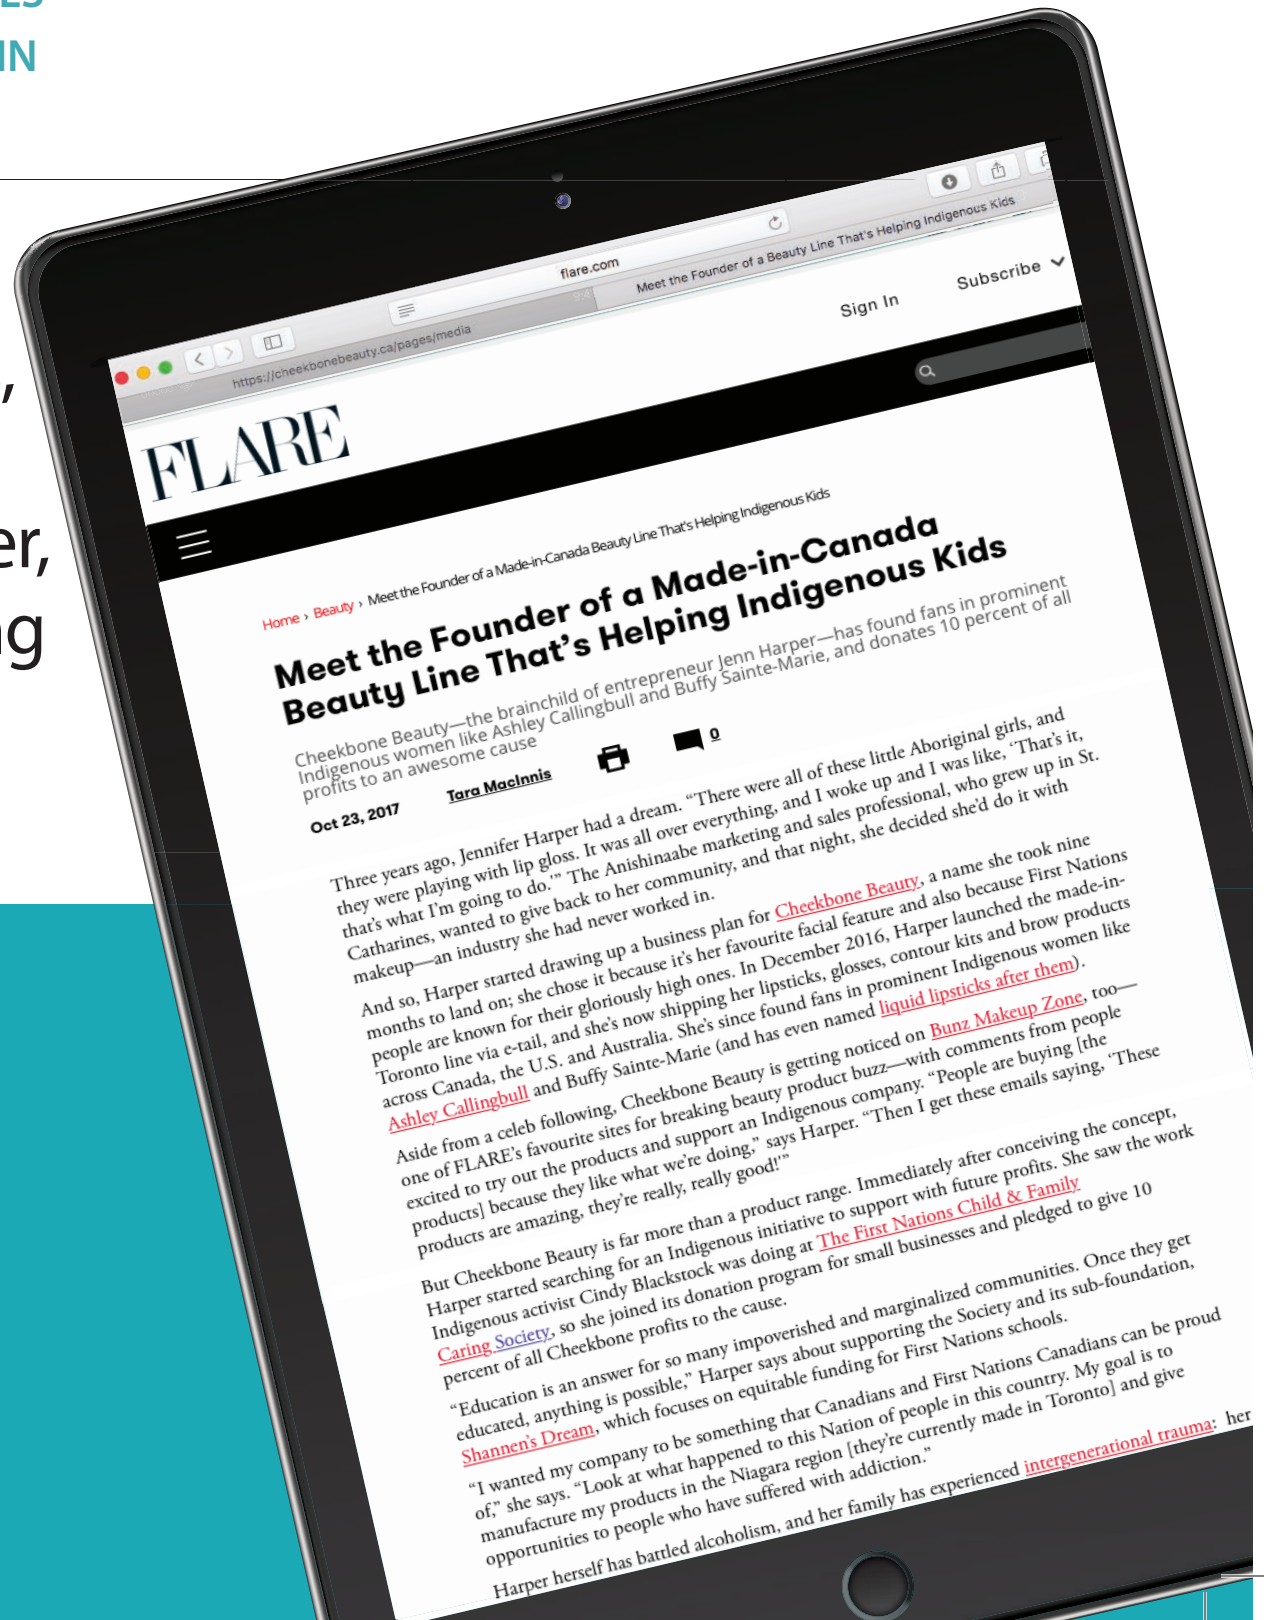 IN
er,
ng
flare.com
https://cheekbonebeauty.ca/pages/media
Meet the Founder of a Beauty Line That's Helping Indigenous Kids
Sign In
Subscribe
FLARE
Home › Beauty › Meet the Founder of a Made-in-Canada Beauty Line That's Helping Indigenous Kids
Meet the Founder of a Made-in-Canada
Beauty Line That's Helping Indigenous Kids
Cheekbone Beauty—the brainchild of entrepreneur Jenn Harper—has found fans in prominent
Indigenous women like Ashley Callingbull and Buffy Sainte-Marie, and donates 10 percent of all
profits to an awesome cause
Oct 23, 2017
Tara MacInnis
0
Three years ago, Jennifer Harper had a dream. “There were all of these little Aboriginal girls, and
they were playing with lip gloss. It was all over everything, and I woke up and I was like, ‘That’s it,
that’s what I’m going to do.’” The Anishinaabe marketing and sales professional, who grew up in St.
Catharines, wanted to give back to her community, and that night, she decided she’d do it with
makeup—an industry she had never worked in.
And so, Harper started drawing up a business plan for Cheekbone Beauty, a name she took nine
months to land on; she chose it because it’s her favourite facial feature and also because First Nations
people are known for their gloriously high ones. In December 2016, Harper launched the made-in-
Toronto line via e-tail, and she’s now shipping her lipsticks, glosses, contour kits and brow products
across Canada, the U.S. and Australia. She’s since found fans in prominent Indigenous women like
Ashley Callingbull and Buffy Sainte-Marie (and has even named liquid lipsticks after them).
Aside from a celeb following, Cheekbone Beauty is getting noticed on Bunz Makeup Zone, too—
one of FLARE’s favourite sites for breaking beauty product buzz—with comments from people
excited to try out the products and support an Indigenous company. “People are buying [the
products] because they like what we’re doing,” says Harper. “Then I get these emails saying, ‘These
products are amazing, they’re really, really good!’”
But Cheekbone Beauty is far more than a product range. Immediately after conceiving the concept,
Harper started searching for an Indigenous initiative to support with future profits. She saw the work
Indigenous activist Cindy Blackstock was doing at The First Nations Child & Family
Caring Society, so she joined its donation program for small businesses and pledged to give 10
percent of all Cheekbone profits to the cause.
“Education is an answer for so many impoverished and marginalized communities. Once they get
educated, anything is possible,” Harper says about supporting the Society and its sub-foundation,
Shannen’s Dream, which focuses on equitable funding for First Nations schools.
“I wanted my company to be something that Canadians and First Nations Canadians can be proud
of,” she says. “Look at what happened to this Nation of people in this country. My goal is to
manufacture my products in the Niagara region [they’re currently made in Toronto] and give
opportunities to people who have suffered with addiction.”
Harper herself has battled alcoholism, and her family has experienced intergenerational trauma: her